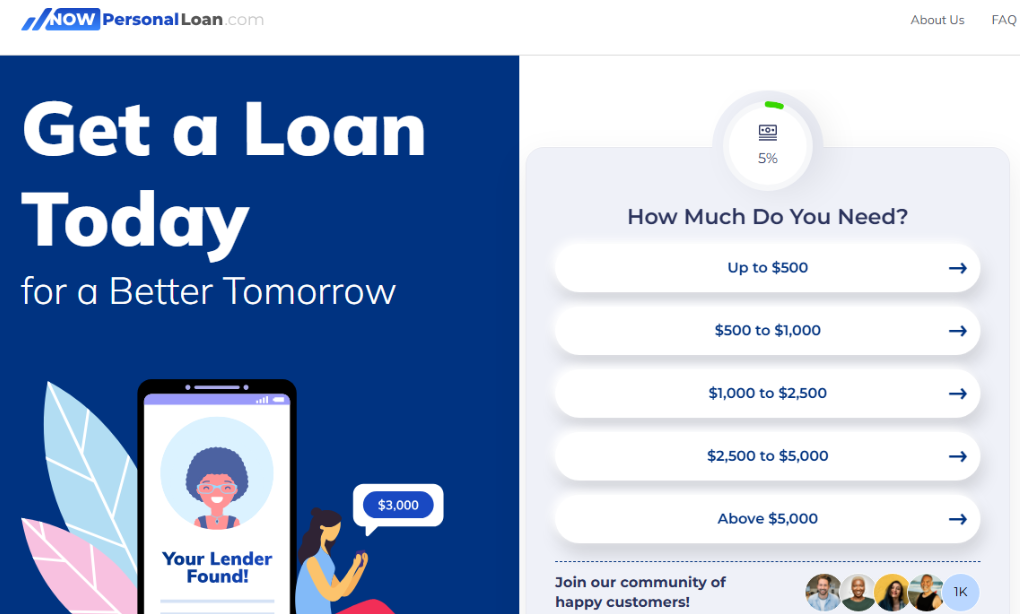 NOWPersonalLoan.com
About Us
FAQ
Get a Loan
Today
for a Better Tomorrow
Your Lender
Found!
$3,000
5%
How Much Do You Need?
Up to $500
$500 to $1,000
$1,000 to $2,500
$2,500 to $5,000
Above $5,000
Join our community of
happy customers!
1K